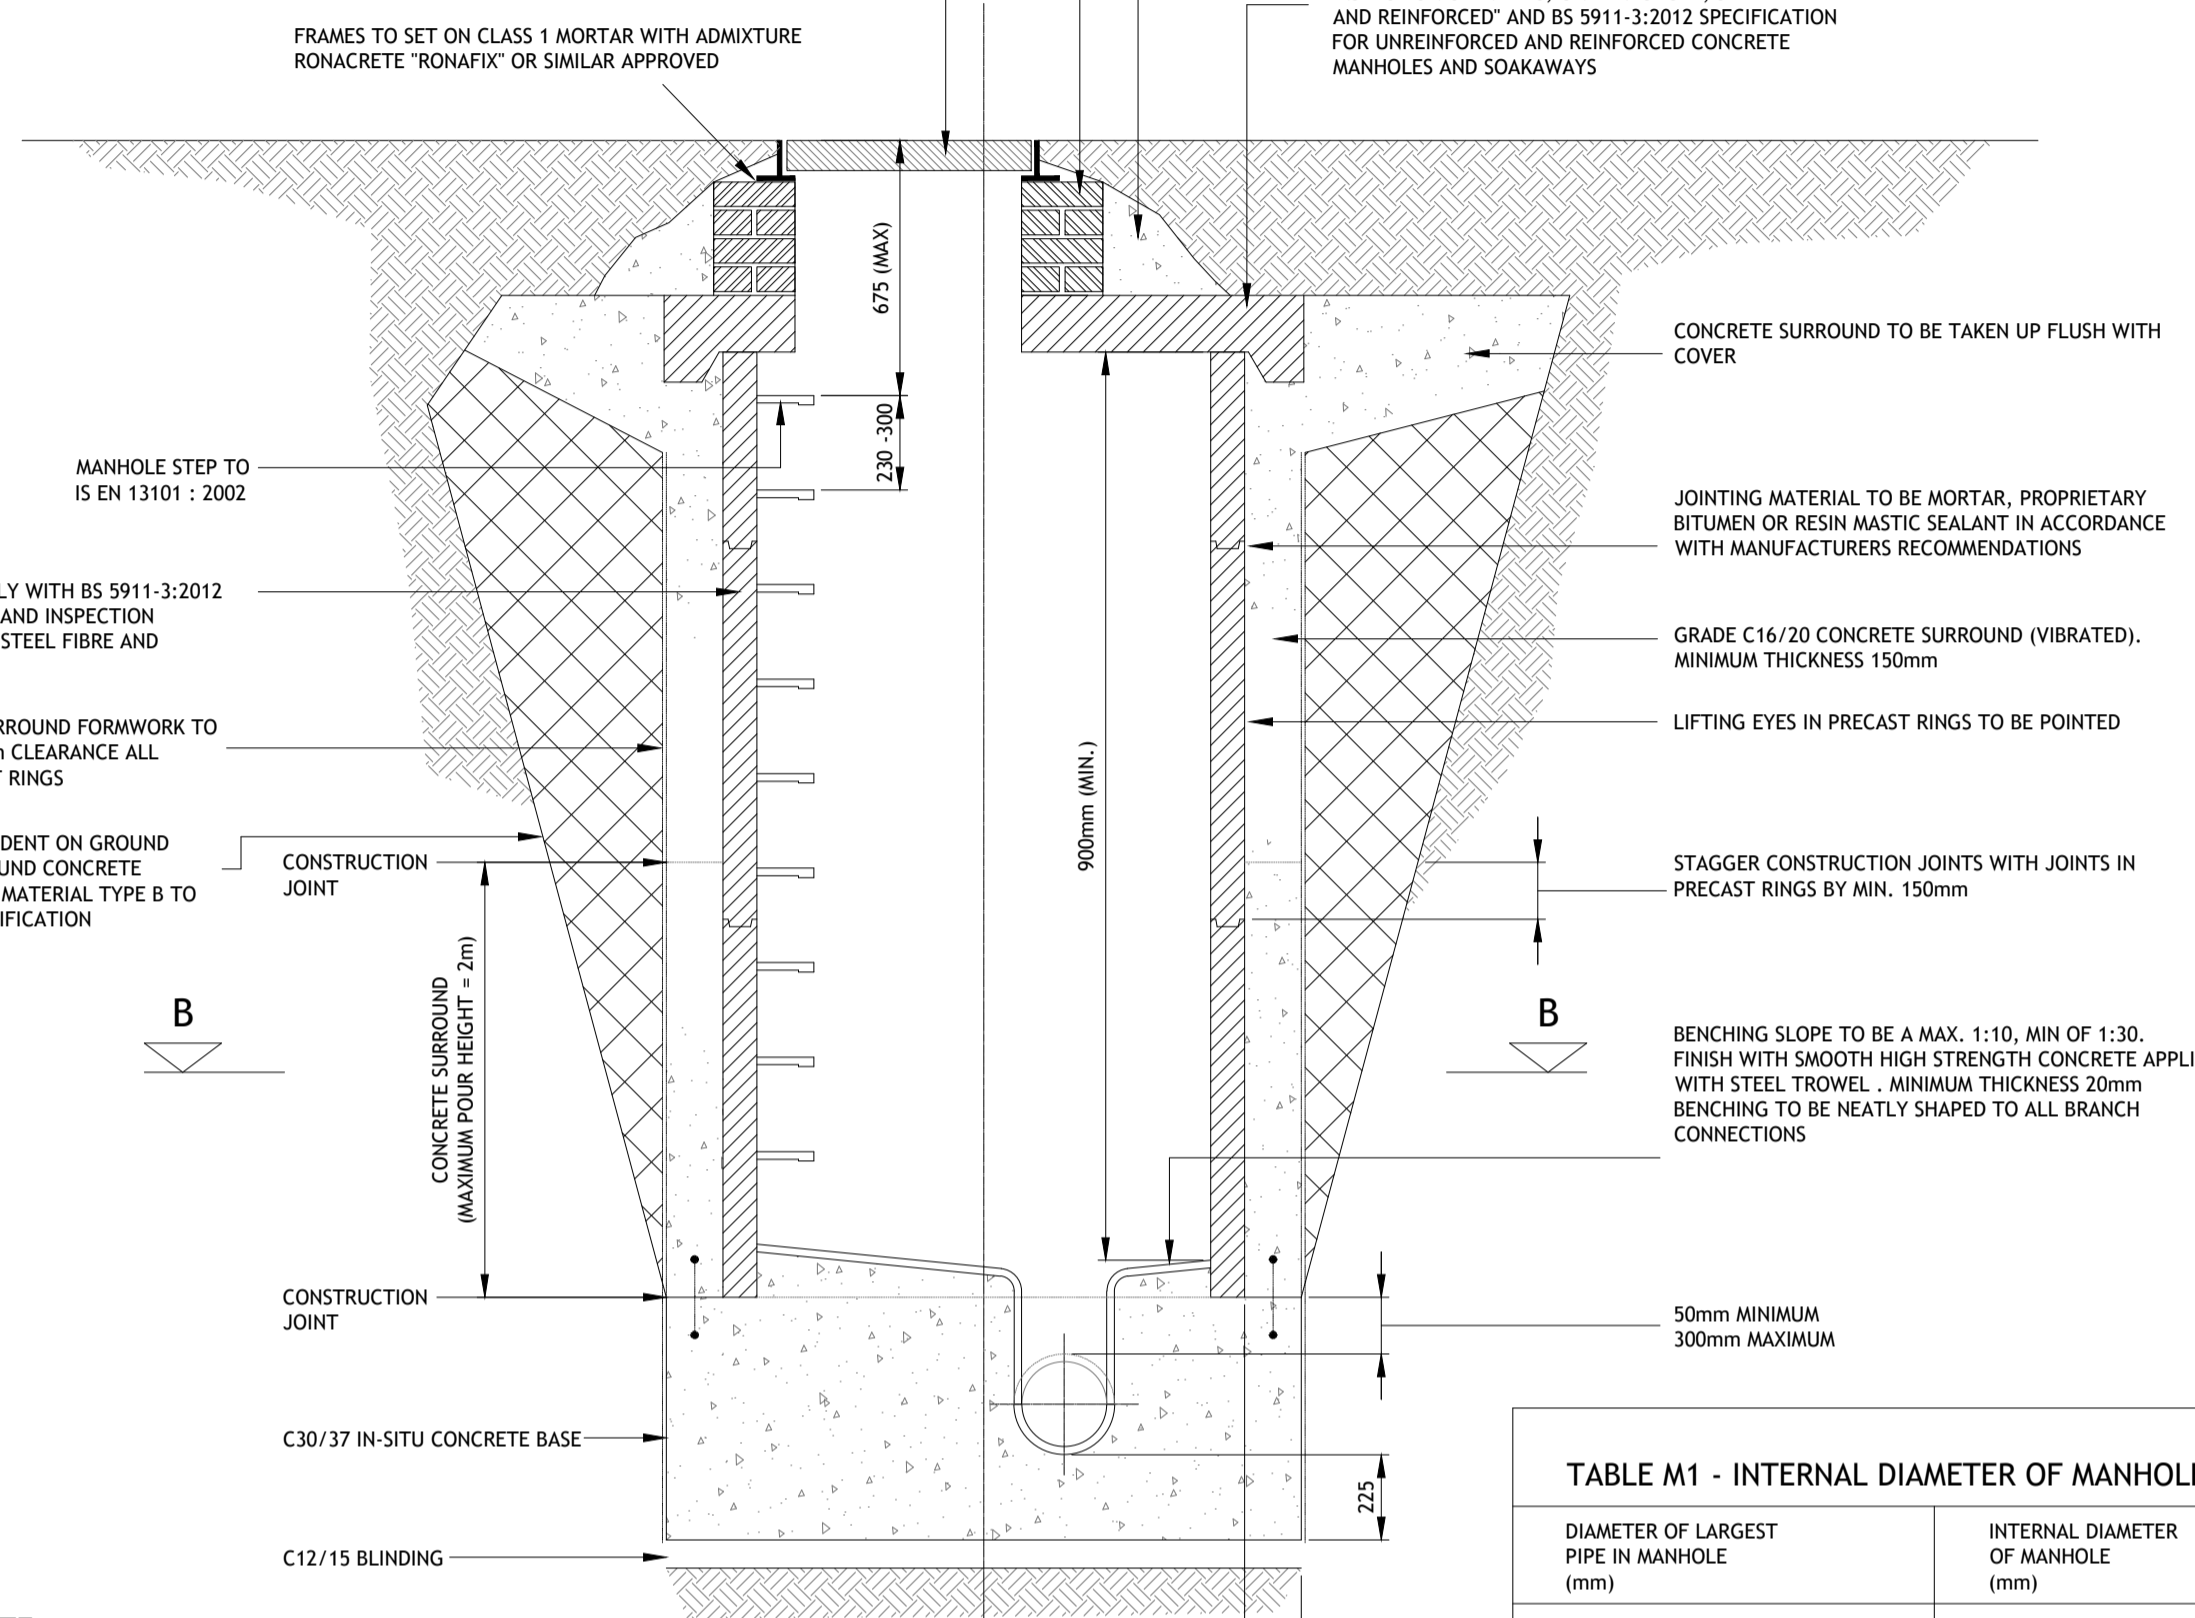 FRAMES TO SET ON CLASS 1 MORTAR WITH ADMIXTURE
RONACRETE "RONAFIX" OR SIMILAR APPROVED
AND REINFORCED" AND BS 5911-3:2012 SPECIFICATION
FOR UNREINFORCED AND REINFORCED CONCRETE
MANHOLES AND SOAKAWAYS
675 (MAX)
230 -300
900mm (MIN.)
MANHOLE STEP TO
IS EN 13101 : 2002
WITH BS 5911-3:2012
AND INSPECTION
STEEL FIBRE AND
FORMWORK TO
CLEARANCE ALL
RINGS
ON GROUND
CONCRETE
MATERIAL TYPE B TO
CONSTRUCTION
JOINT
CONCRETE SURROUND
(MAXIMUM POUR HEIGHT = 2m)
B
CONSTRUCTION
JOINT
C30/37 IN-SITU CONCRETE BASE
C12/15 BLINDING
CONCRETE SURROUND TO BE TAKEN UP FLUSH WITH
COVER
JOINTING MATERIAL TO BE MORTAR, PROPRIETARY
BITUMEN OR RESIN MASTIC SEALANT IN ACCORDANCE
WITH MANUFACTURERS RECOMMENDATIONS
GRADE C16/20 CONCRETE SURROUND (VIBRATED).
MINIMUM THICKNESS 150mm
LIFTING EYES IN PRECAST RINGS TO BE POINTED
STAGGER CONSTRUCTION JOINTS WITH JOINTS IN
PRECAST RINGS BY MIN. 150mm
B
BENCHING SLOPE TO BE A MAX. 1:10, MIN OF 1:30.
FINISH WITH SMOOTH HIGH STRENGTH CONCRETE APPLI
WITH STEEL TROWEL . MINIMUM THICKNESS 20mm
BENCHING TO BE NEATLY SHAPED TO ALL BRANCH
CONNECTIONS
50mm MINIMUM
300mm MAXIMUM
225
TABLE M1 - INTERNAL DIAMETER OF MANHOLE
DIAMETER OF LARGEST
PIPE IN MANHOLE
(mm)
INTERNAL DIAMETER
OF MANHOLE
(mm)